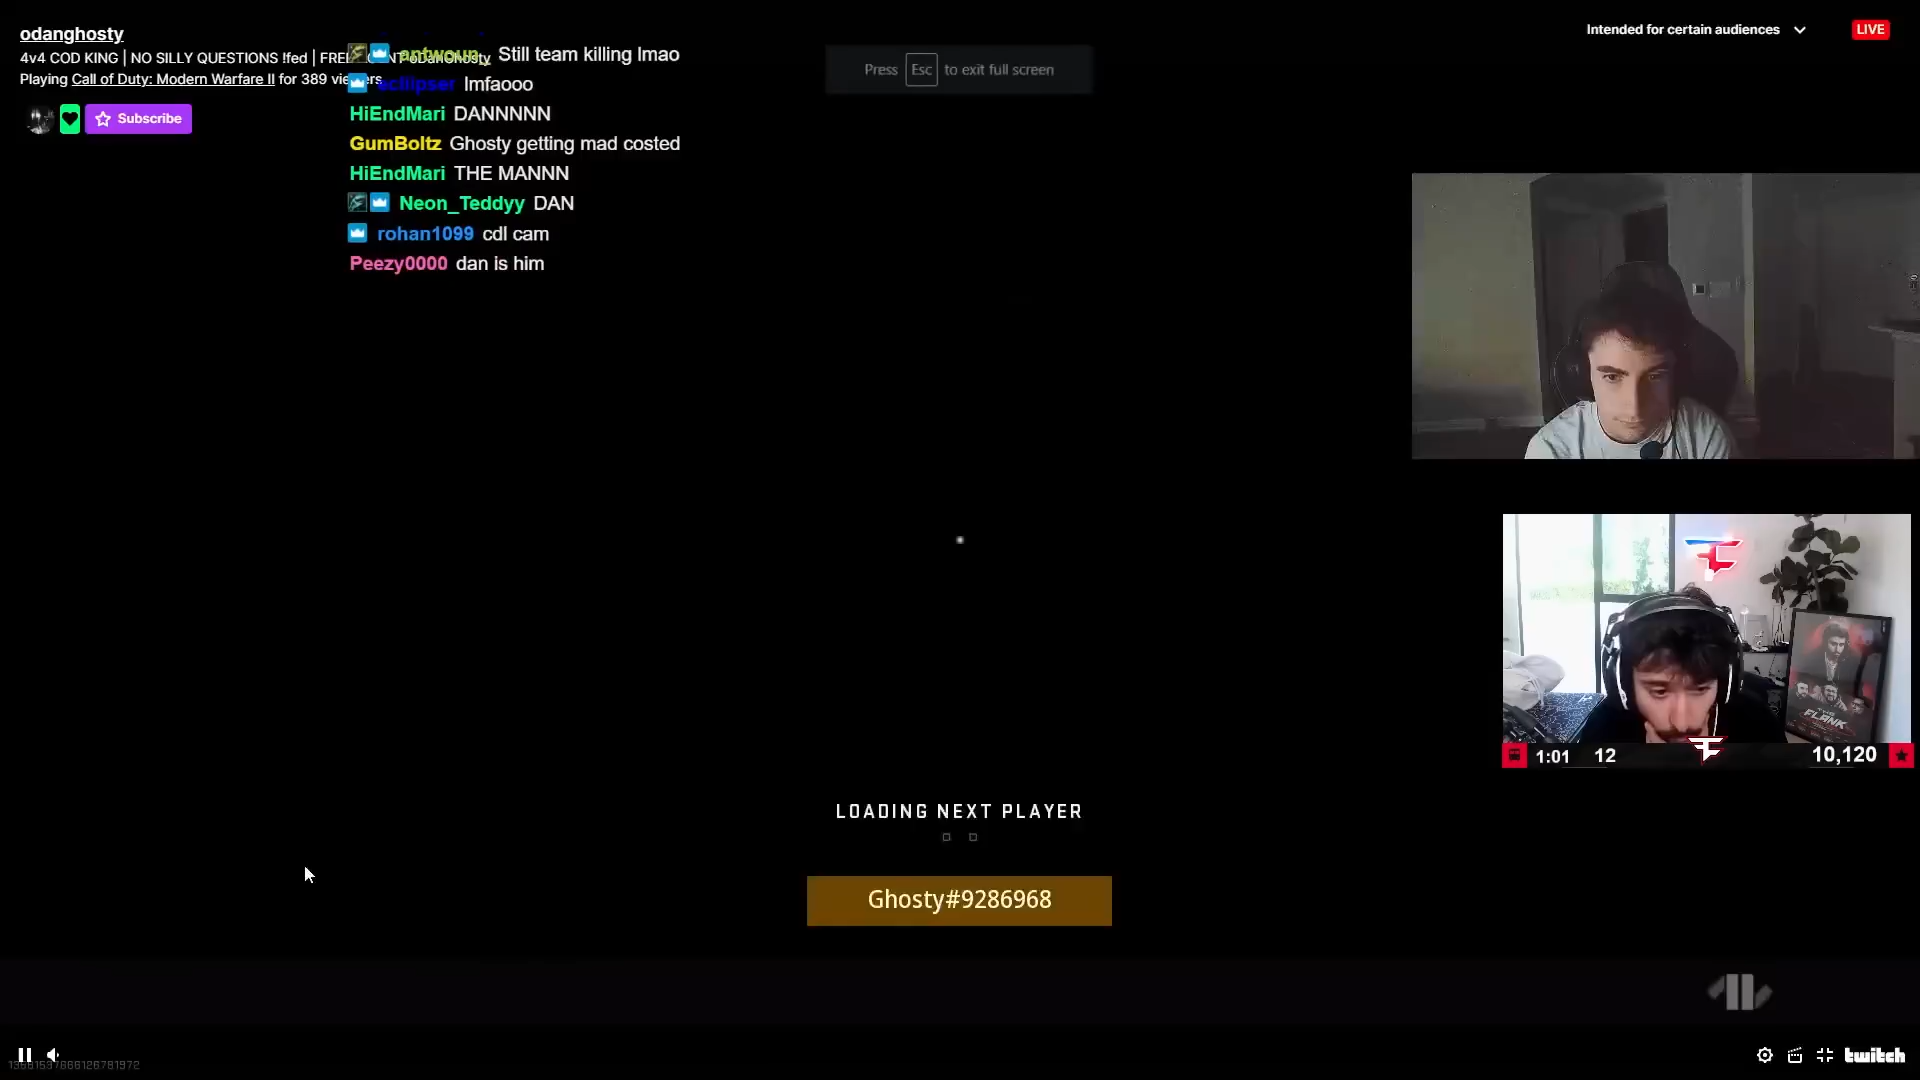 odanghosty
4v4 COD KING | NO SILLY QUESTIONS !fed |
Playing Call of Duty: Modern Warfare II for 389 viewers
Subscribe
antwoun_ Still team killing lmao
lmfaooo
HiEndMari DANNNNN
GumBoltz Ghosty getting mad costed
HiEndMari THE MANNN
Neon_Teddyy DAN
rohan1099 cdl cam
Peezy0000 dan is him
Press Esc to exit full screen
Intended for certain audiences
LIVE
THE FLANK
1:01 12 10,120
LOADING NEXT PLAYER
Ghosty#9286968
twitch